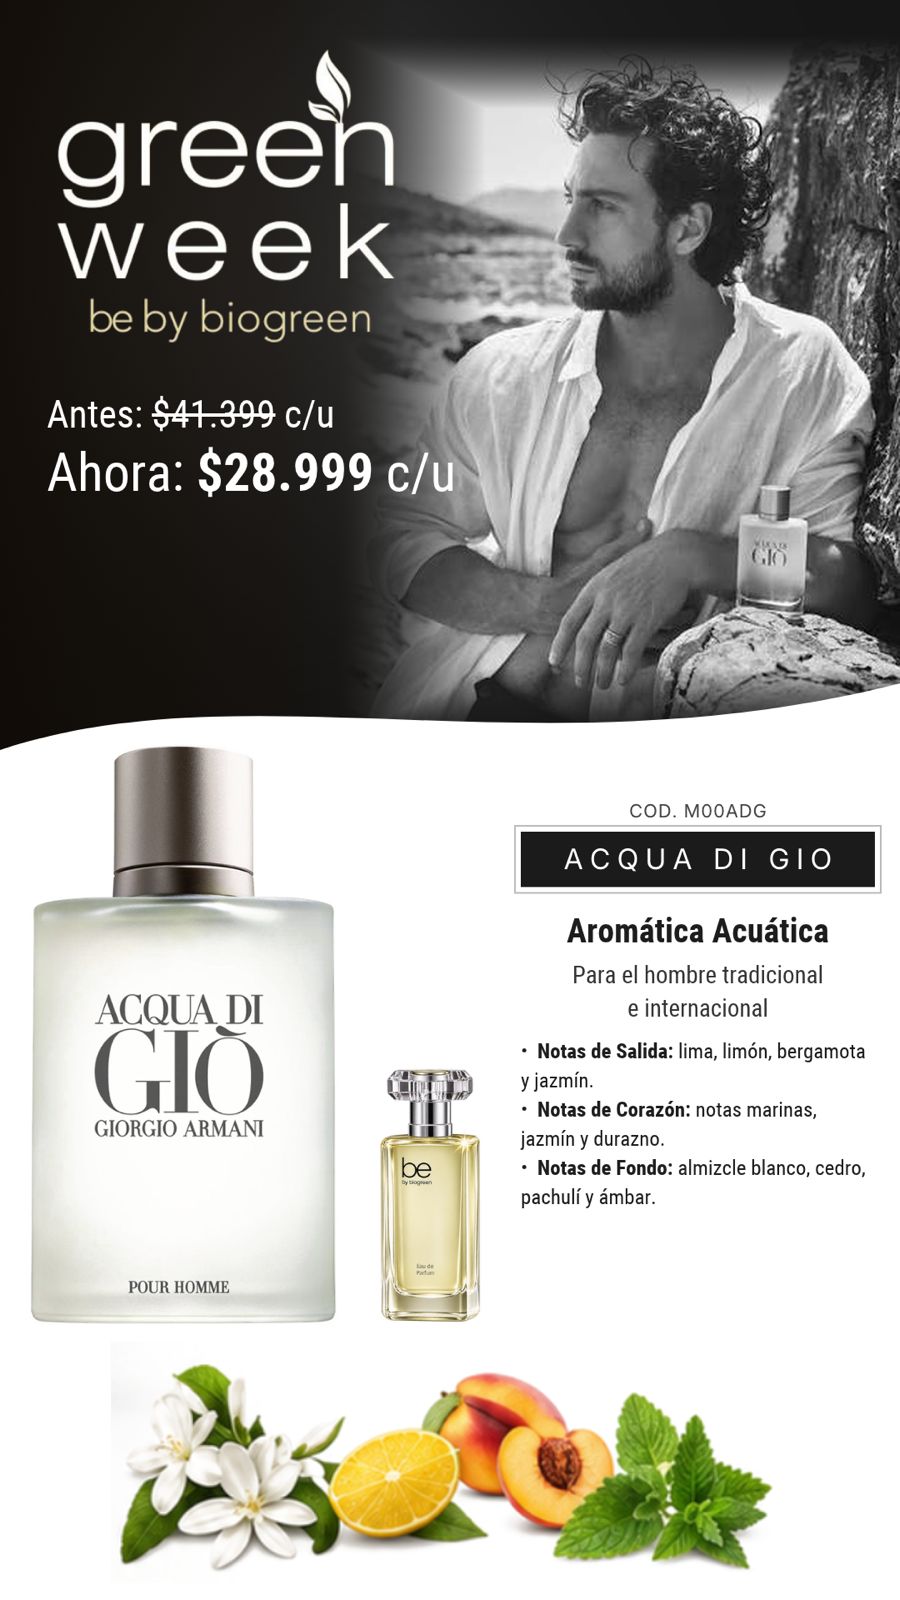 green
week
be by biogreen
Antes: $41.399 c/u
Ahora: $28.999 c/u
ACQUA DI
GIÒ
COD. M00ADG
ACQUA DI GIO
Aromática Acuática
Para el hombre tradicional
e internacional
• Notas de Salida: lima, limón, bergamota
y jazmín.
• Notas de Corazón: notas marinas,
jazmín y durazno.
• Notas de Fondo: almizcle blanco, cedro,
pachulí y ámbar.
ACQUA DI
GIÒ
GIORGIO ARMANI
POUR HOMME
be
by biogreen
Eau de
Parfum